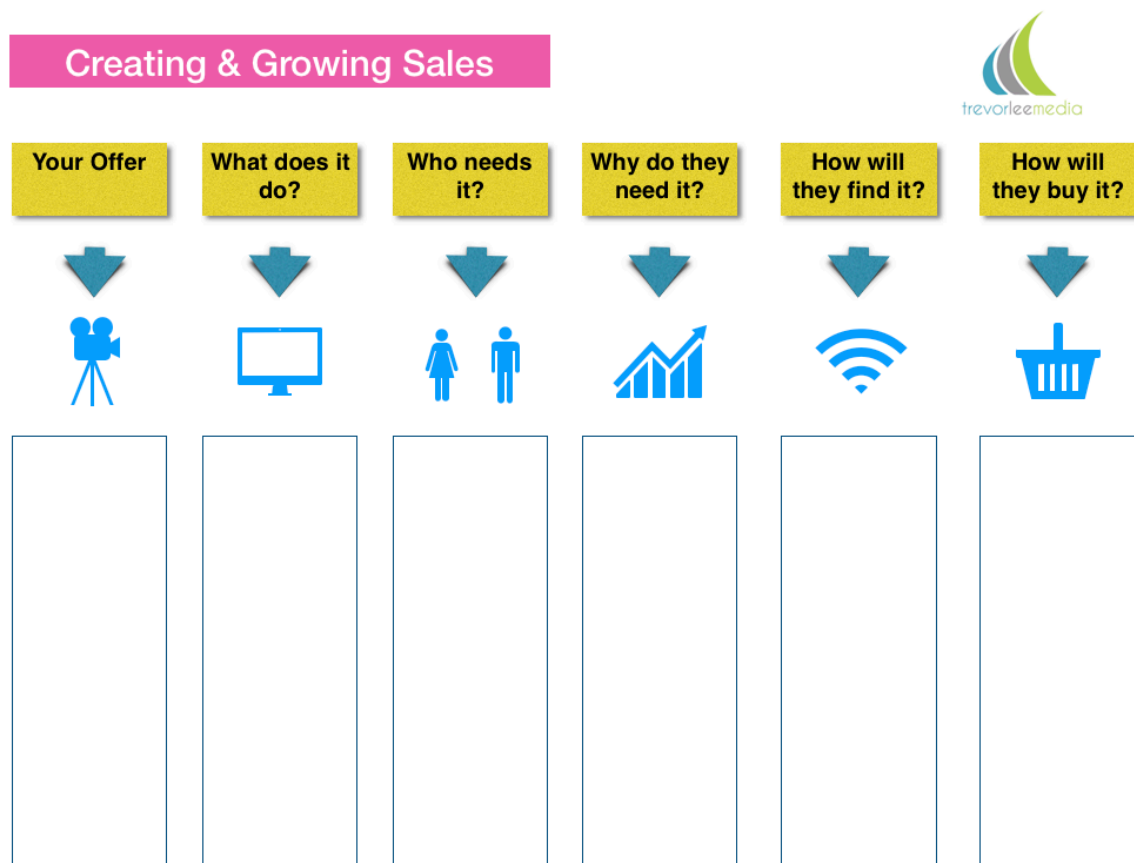 Creating & Growing Sales
trevorleemedia
Your Offer
What does it
do?
Who needs
it?
Why do they
need it?
How will
they find it?
How will
they buy it?